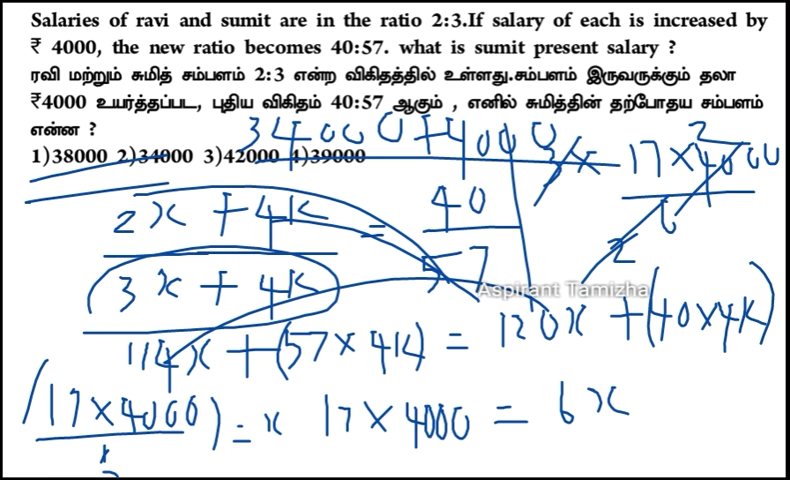 Salaries of ravi and sumit are in the ratio 2:3.If salary of each is increased by
₹ 4000, the new ratio becomes 40:57. what is sumit present salary ?
ரவி மற்றும் சுமித் சம்பளம் 2:3 என்ற விகிதத்தில் உள்ளது.சம்பளம் இருவருக்கும் தலா
₹4000 உயர்த்தப்பட, புதிய விகிதம் 40:57 ஆகும் , எனில் சுமித்தின் தற்போதய சம்பளம்
என்ன ?
34000+4000
1)38000 2)34000 3)42000 4)39000
3x
17×4000
2
6
2
2x + 4K = 40
3x + 4K 57
Aspirant Tamizha
114x + (57×4K) = 120x + (40×4K)
(17×4000) = x 17×4000 = 6x